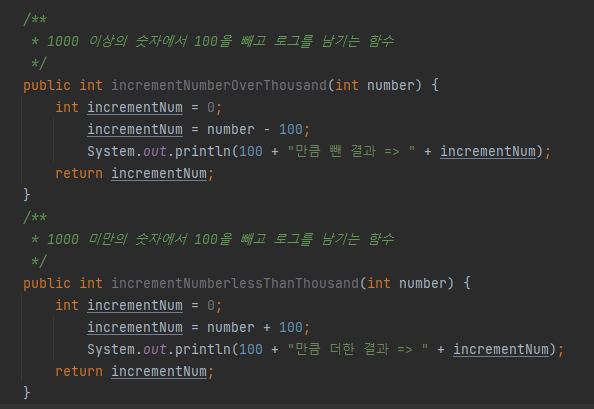 /**
 * 1000 이상의 숫자에서 100을 빼고 로그를 남기는 함수
 */
public int incrementNumberOverThousand(int number) {
    int incrementNum = 0;
        incrementNum = number - 100;
        System.out.println(100 + "만큼 뺀 결과 => " + incrementNum);
    return incrementNum;
}
/**
 * 1000 미만의 숫자에서 100을 빼고 로그를 남기는 함수
 */
public int incrementNumberlessThanThousand(int number) {
    int incrementNum = 0;
        incrementNum = number + 100;
        System.out.println(100 + "만큼 더한 결과 => " + incrementNum);
    return incrementNum;
}